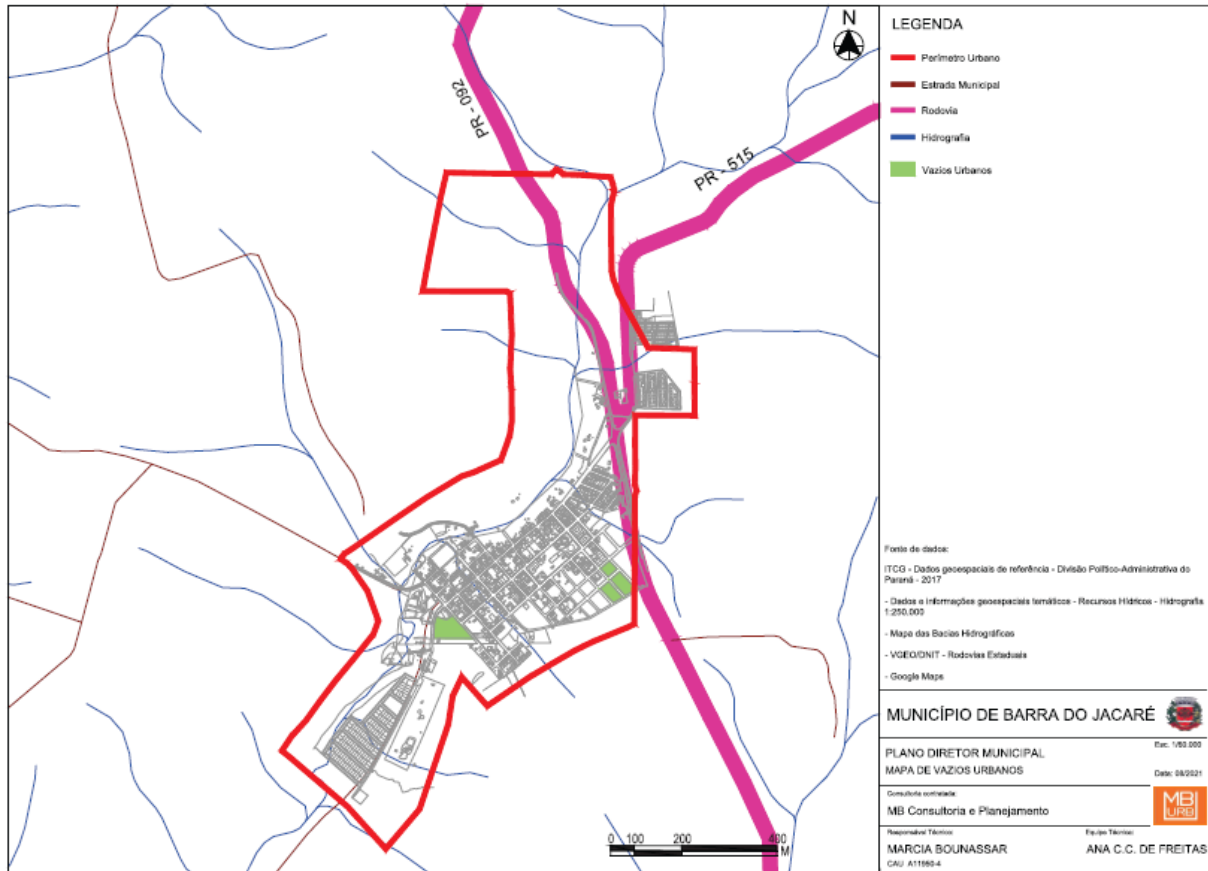 N
PR - 092
PR - 515
0 100 200 400
M
LEGENDA
Perímetro Urbano
Estrada Municipal
Rodovia
Hidrografia
Vazios Urbanos
Fonte de dados:
ITCG - Dados geoespaciais de referência - Divisão Político-Administrativa do
Paraná - 2017
- Dados e informações geoespaciais temáticas - Recursos Hídricos - Hidrografia
1:250.000
- Mapa das Bacias Hidrográficas
- VGEO/DNIT - Rodovias Estaduais
- Google Maps
MUNICÍPIO DE BARRA DO JACARÉ
PLANO DIRETOR MUNICIPAL
Esc.
MAPA DE VAZIOS URBANOS
Date: 08/2021
Consultoria contratada:
MB Consultoria e Planejamento
MB
URB
Responsável Técnico:
MARCIA BOUNASSAR
CAU
Equipe Técnica:
ANA C.C. DE FREITAS